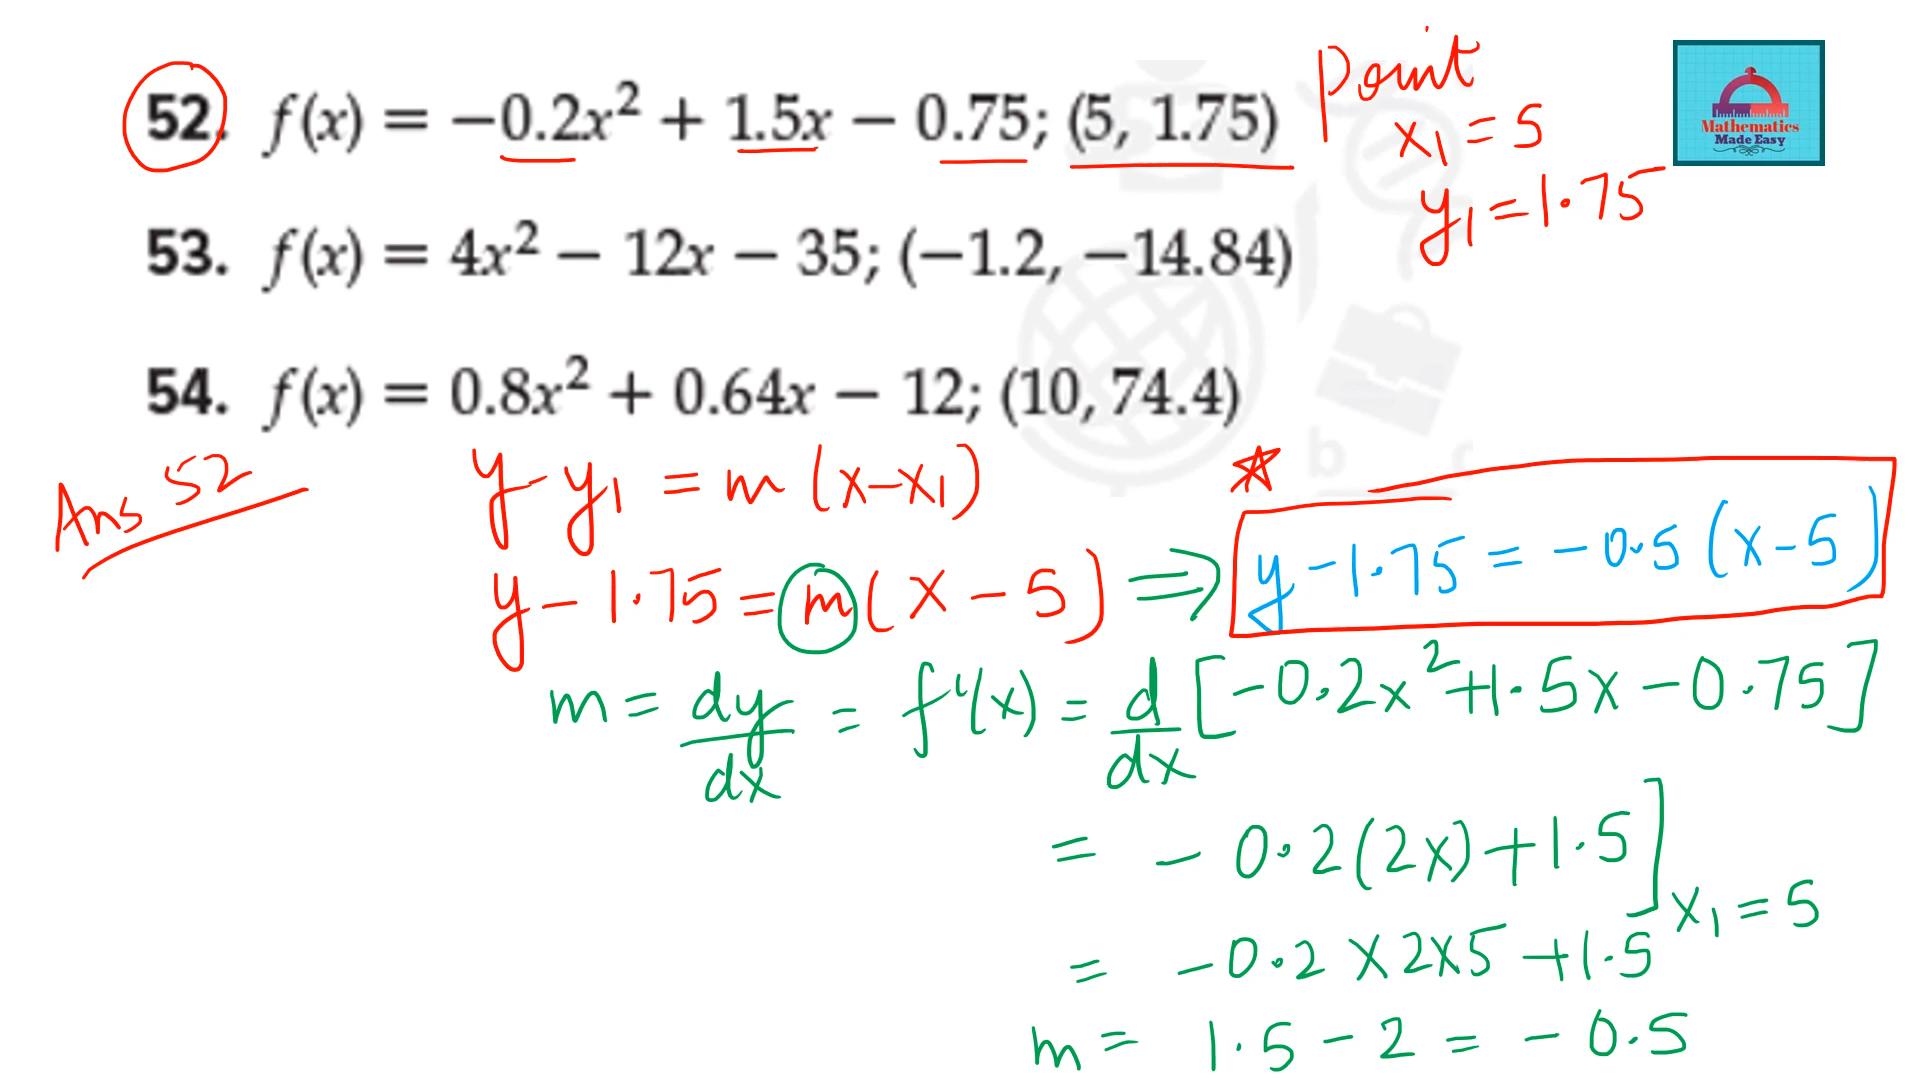 52. f(x) = −0.2x² + 1.5x − 0.75; (5, 1.75)
Point
x₁ = 5
y₁ = 1.75
Mathematics
Made Easy
53. f(x) = 4x² − 12x − 35; (−1.2, −14.84)
54. f(x) = 0.8x² + 0.64x − 12; (10, 74.4)
b
Ans 52
y - y₁ = m (x - x₁)
y - 1.75 = m (x - 5) ⇒ y - 1.75 = -0.5 (x - 5)
m = dy/dx = f'(x) = d/dx [-0.2x² + 1.5x - 0.75]
= - 0.2(2x) + 1.5] x₁ = 5
= -0.2 × 2×5 + 1.5
m = 1.5 - 2 = - 0.5